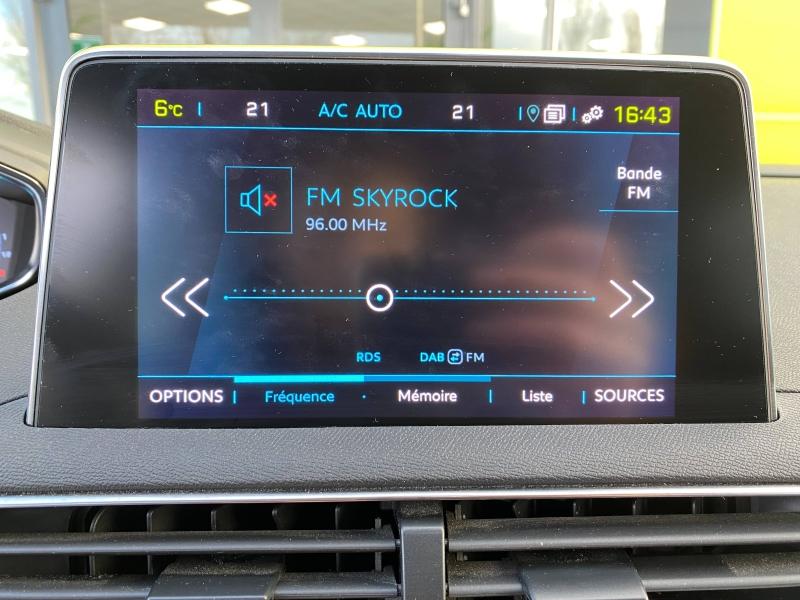 6°C 21 A/C AUTO 21 16:43
Bande
FM
FM SKYROCK
96.00 MHz
RDS DAB FM
OPTIONS Fréquence Mémoire Liste SOURCES